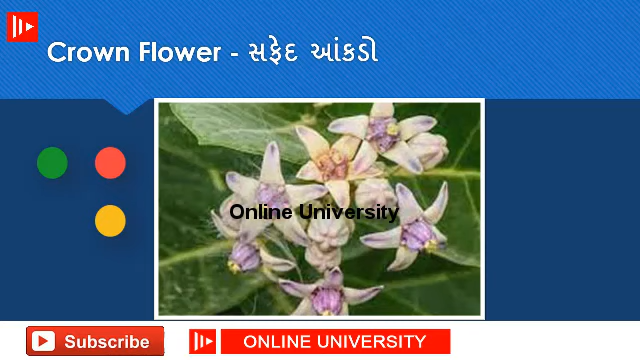 Crown Flower - સફેદ આંકડો
Online University
Subscribe
ONLINE UNIVERSITY